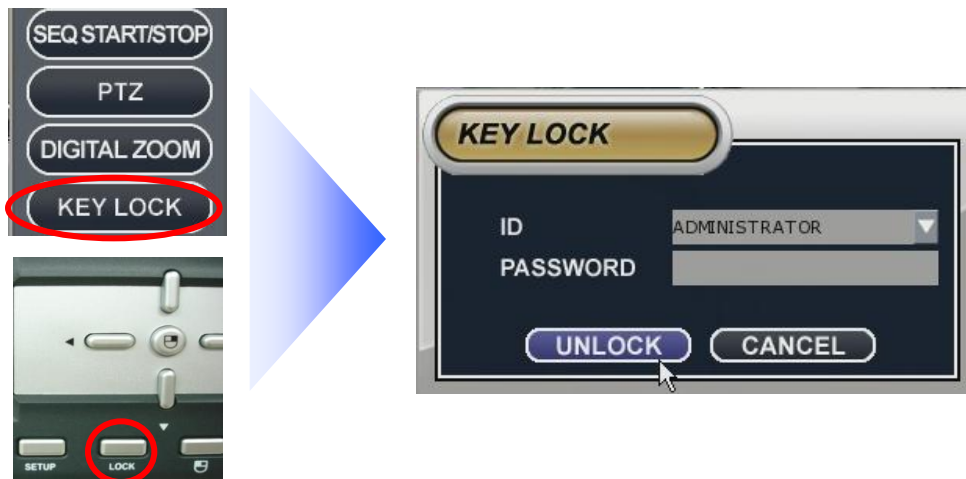 SEQ START/STOP
PTZ
DIGITAL ZOOM
KEY LOCK
SETUP LOCK
KEY LOCK
ID ADMINISTRATOR
PASSWORD
UNLOCK CANCEL